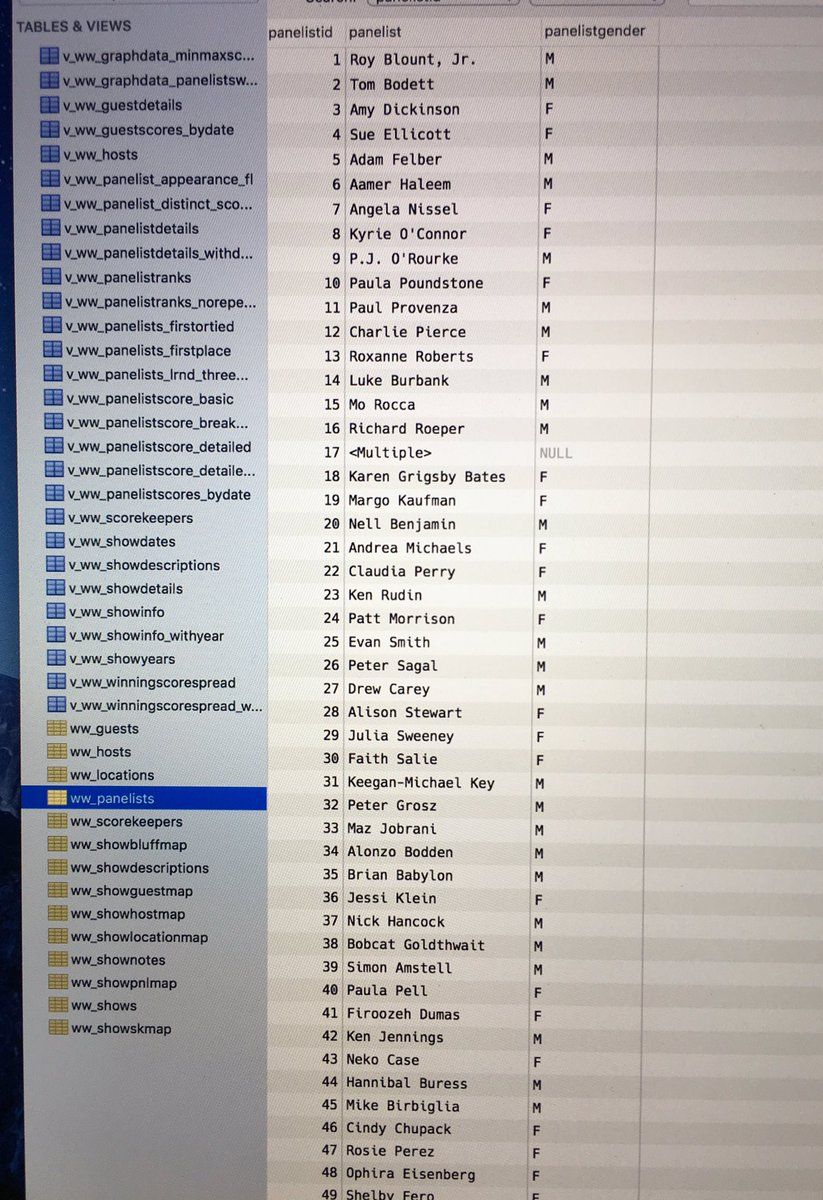 TABLES & VIEWS
v_ww_graphdata_minmaxsc...
v_ww_graphdata_panelistsw...
v_ww_guestdetails
v_ww_guestscores_bydate
v_ww_hosts
v_ww_panelist_appearance_fl
v_ww_panelist_distinct_sco...
v_ww_panelistdetails
v_ww_panelistdetails_withd...
v_ww_panelistranks
v_ww_panelistranks_norepe...
v_ww_panelists_firstortied
v_ww_panelists_firstplace
v_ww_panelists_lrnd_three...
v_ww_panelistscore_basic
v_ww_panelistscore_break...
v_ww_panelistscore_detailed
v_ww_panelistscore_detaile...
v_ww_panelistscores_bydate
v_ww_scorekeepers
v_ww_showdates
v_ww_showdescriptions
v_ww_showdetails
v_ww_showinfo
v_ww_showinfo_withyear
v_ww_showyears
v_ww_winningscorespread
v_ww_winningscorespread_w...
ww_guests
ww_hosts
ww_locations
ww_panelists
ww_scorekeepers
ww_showbluffmap
ww_showdescriptions
ww_showguestmap
ww_showhostmap
ww_showlocationmap
ww_shownotes
ww_showpnlmap
ww_shows
ww_showskmap
panelistid panelist panelistgender
1 Roy Blount, Jr. M
2 Tom Bodett M
3 Amy Dickinson F
4 Sue Ellicott F
5 Adam Felber M
6 Aamer Haleem M
7 Angela Nissel F
8 Kyrie O'Connor F
9 P.J. O'Rourke M
10 Paula Poundstone F
11 Paul Provenza M
12 Charlie Pierce M
13 Roxanne Roberts F
14 Luke Burbank M
15 Mo Rocca M
16 Richard Roeper M
17 <Multiple> NULL
18 Karen Grigsby Bates F
19 Margo Kaufman F
20 Nell Benjamin M
21 Andrea Michaels F
22 Claudia Perry F
23 Ken Rudin M
24 Patt Morrison F
25 Evan Smith M
26 Peter Sagal M
27 Drew Carey M
28 Alison Stewart F
29 Julia Sweeney F
30 Faith Salie F
31 Keegan-Michael Key M
32 Peter Grosz M
33 Maz Jobrani M
34 Alonzo Bodden M
35 Brian Babylon M
36 Jessi Klein F
37 Nick Hancock M
38 Bobcat Goldthwait M
39 Simon Amstell M
40 Paula Pell F
41 Firoozeh Dumas F
42 Ken Jennings M
43 Neko Case F
44 Hannibal Buress M
45 Mike Birbiglia M
46 Cindy Chupack F
47 Rosie Perez F
48 Ophira Eisenberg F
49 Shelby Fero F